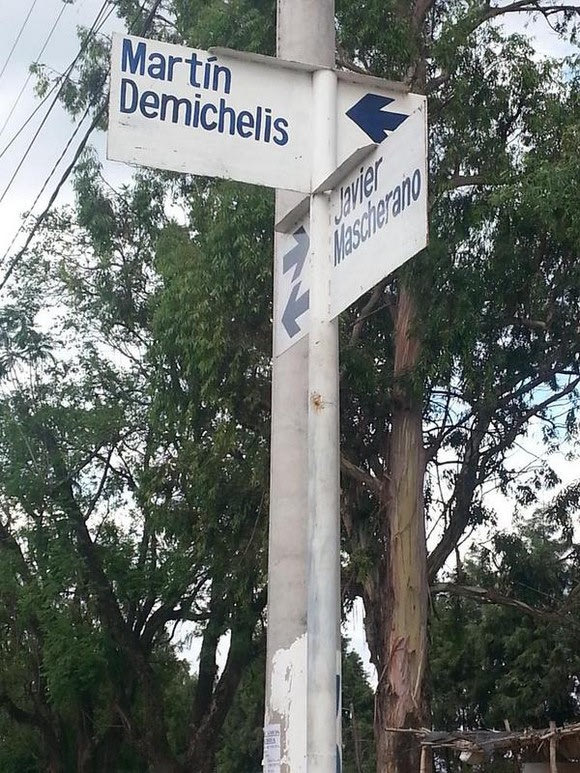 Martín
Demichelis
Javier
Mascherano